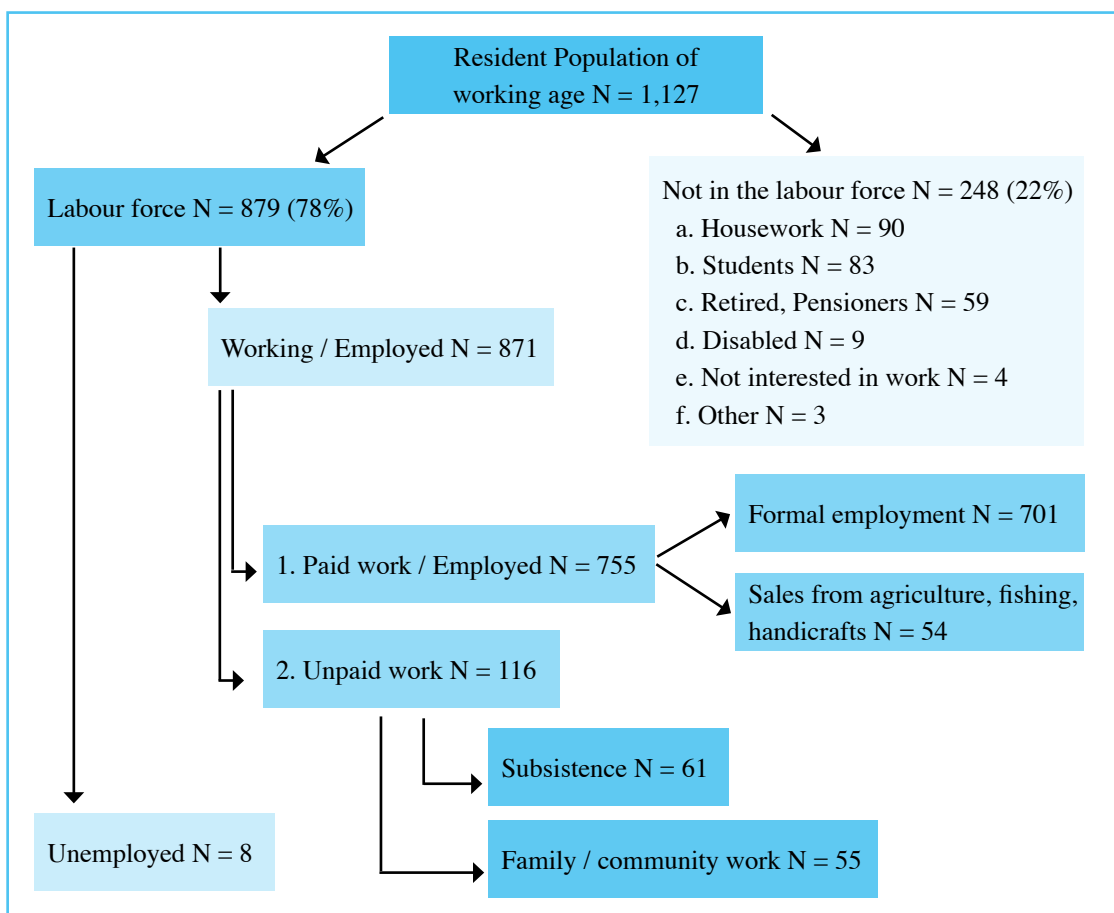 Resident Population of
working age N = 1,127
Labour force N = 879 (78%)
Not in the labour force N = 248 (22%)
a. Housework N = 90
b. Students N = 83
c. Retired, Pensioners N = 59
d. Disabled N = 9
e. Not interested in work N = 4
f. Other N = 3
Working / Employed N = 871
1. Paid work / Employed N = 755
Formal employment N = 701
Sales from agriculture, fishing,
handicrafts N = 54
2. Unpaid work N = 116
Subsistence N = 61
Family / community work N = 55
Unemployed N = 8